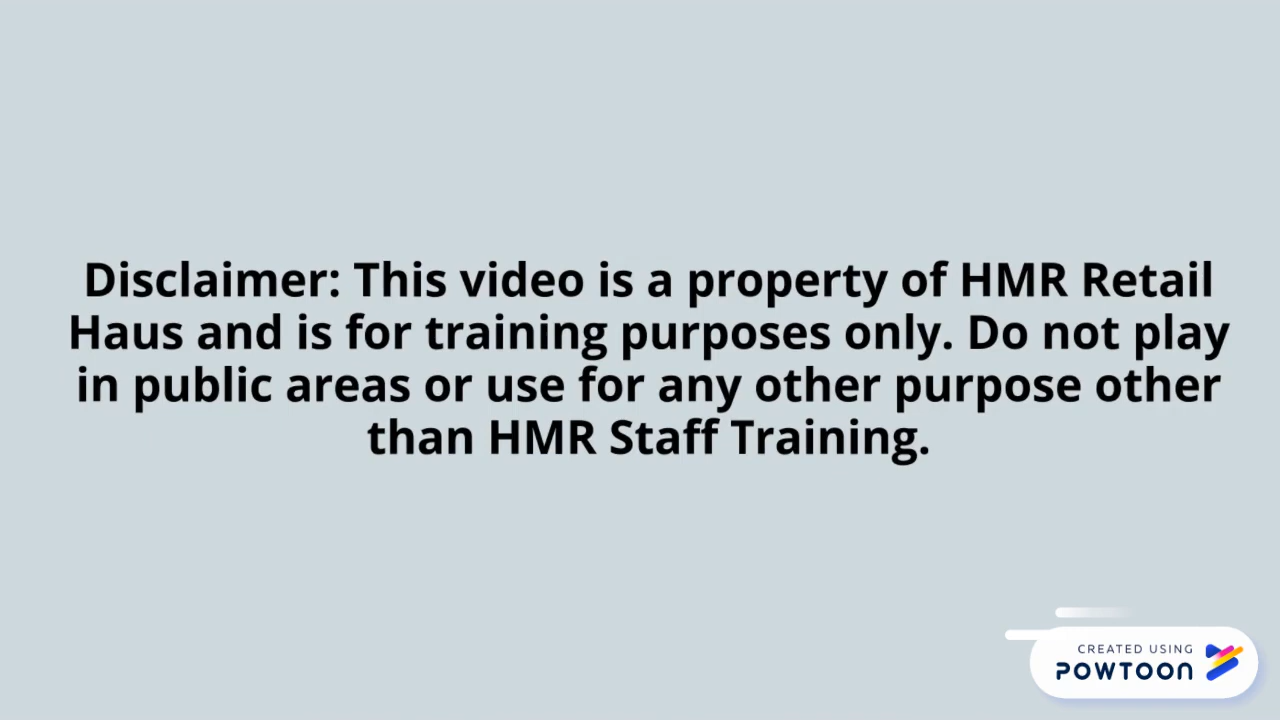 Disclaimer: This video is a property of HMR Retail
Haus and is for training purposes only. Do not play
in public areas or use for any other purpose other
than HMR Staff Training.
CREATED USING
POWTOON